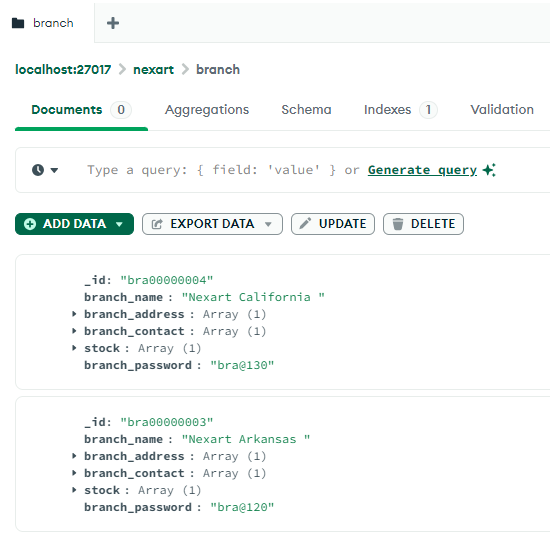 branch
localhost:27017 > nexart > branch
Documents 0 Aggregations Schema Indexes 1 Validation
Type a query: { field: 'value' } or Generate query
ADD DATA EXPORT DATA UPDATE DELETE
_id: "bra00000004"
branch_name : "Nexart California "
branch_address : Array (1)
branch_contact : Array (1)
stock : Array (1)
branch_password : "bra@130"
_id: "bra00000003"
branch_name : "Nexart Arkansas "
branch_address : Array (1)
branch_contact : Array (1)
stock : Array (1)
branch_password : "bra@120"